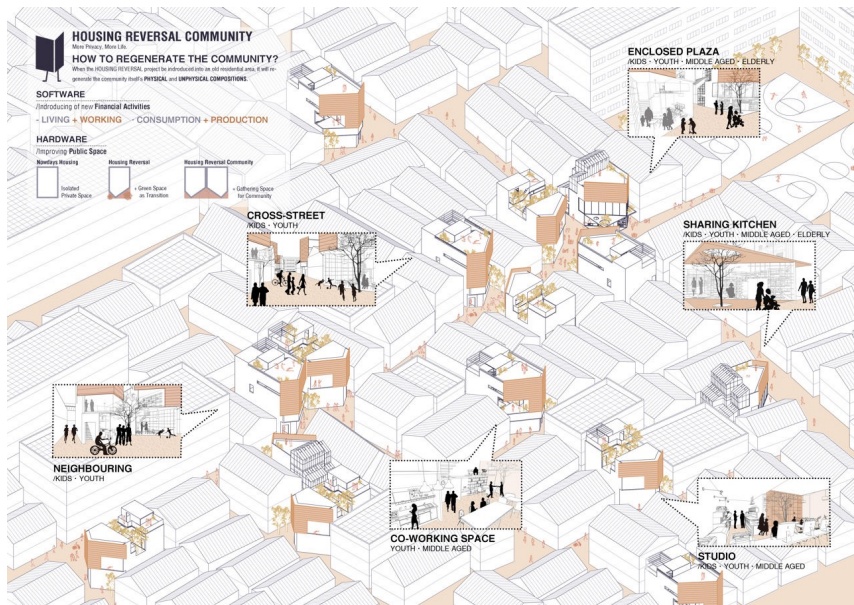 HOUSING REVERSAL COMMUNITY
More Privacy, More Life.
HOW TO REGENERATE THE COMMUNITY?
When the HOUSING REVERSAL project be introduced into an old residential area, it will re-
generate the community itself's PHYSICAL and UNPHYSICAL COMPOSITIONS.
SOFTWARE
/Introducing of new Financial Activities
- LIVING + WORKING - CONSUMPTION + PRODUCTION
HARDWARE
/Improving Public Space
Nowdays Housing
Isolated
Private Space
Housing Reversal
+ Green Space
as Transition
Housing Reversal Community
+ Gathering Space
for Community
ENCLOSED PLAZA
/KIDS · YOUTH · MIDDLE AGED · ELDERLY
CROSS-STREET
/KIDS · YOUTH
SHARING KITCHEN
/KIDS · YOUTH · MIDDLE AGED · ELDERLY
NEIGHBOURING
/KIDS · YOUTH
CO-WORKING SPACE
YOUTH · MIDDLE AGED
STUDIO
/KIDS · YOUTH · MIDDLE AGED